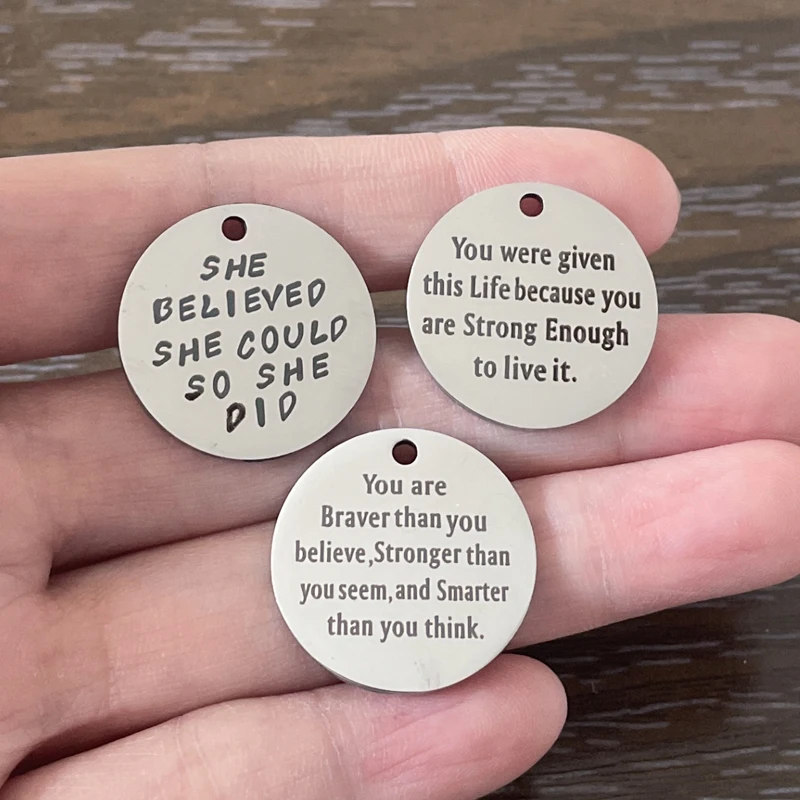 SHE
BELIEVED
SHE COULD
SO SHE
DID
You were given
this Life because you
are Strong Enough
to live it.
You are
Braver than you
believe,Stronger than
you seem,and Smarter
than you think.